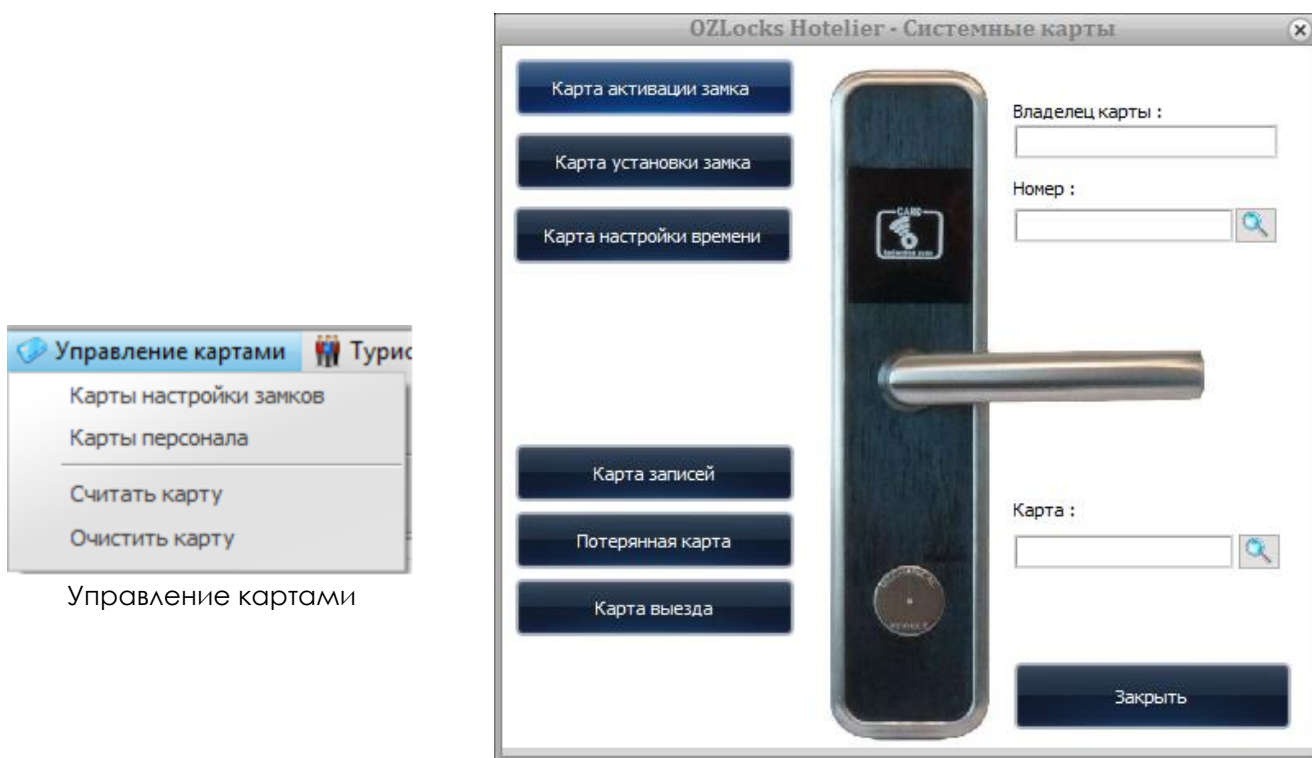 OZLocks Hotelier - Системные карты
Карта активации замка
Карта установки замка
Карта настройки времени
Владелец карты :
Номер :
CARD
Управление картами
Турис
Карты настройки замков
Карты персонала
Считать карту
Очистить карту
Управление картами
Карта записей
Потерянная карта
Карта выезда
Карта :
Закрыть